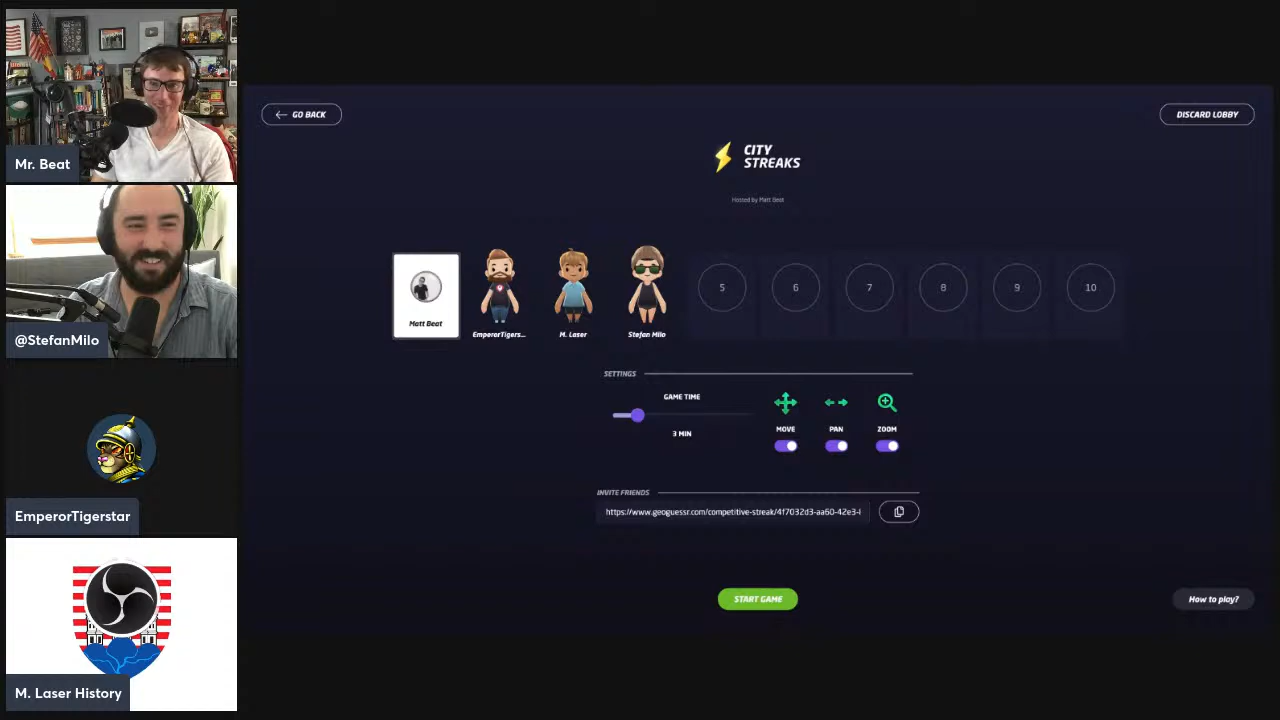 Mr. Beat
@StefanMilo
EmperorTigerstar
M. Laser History
GO BACK
DISCARD LOBBY
CITY
STREAKS
Hosted by Matt Beat
Matt Beat
EmperorTigers...
M. Laser
Stefan Milo
5
6
7
8
9
10
SETTINGS
GAME TIME
3 MIN
MOVE
PAN
ZOOM
INVITE FRIENDS
https://www.geoguessr.com/competitive-streak/4f7032d3-aa60-42e3-
START GAME
How to play?